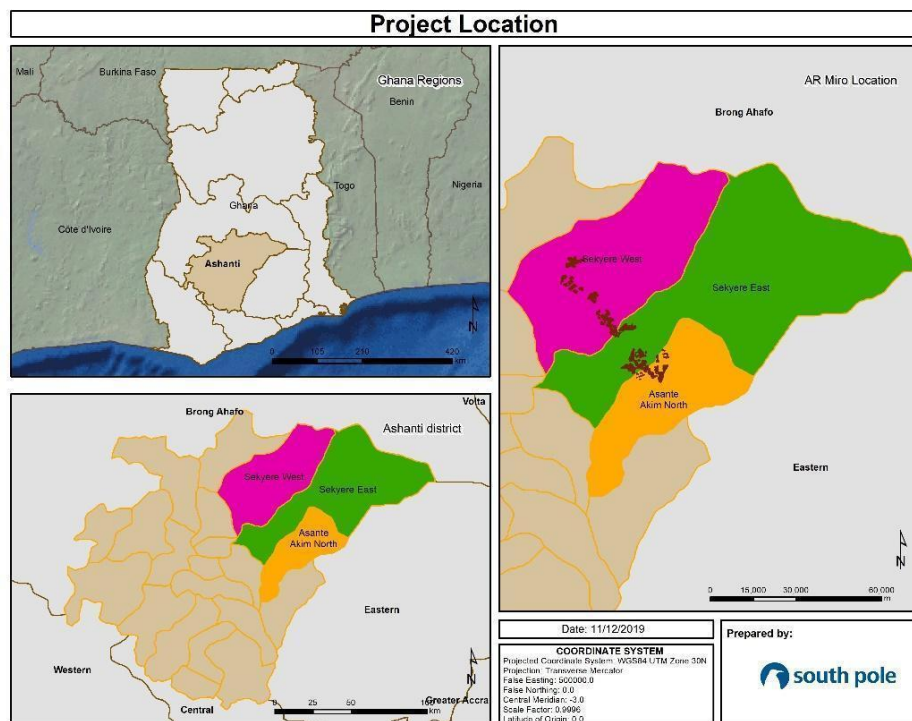 Project Location
Ghana Regions
Mali
Burkina Faso
Benin
Togo
Nigeria
Ghana
Côte d'Ivoire
Ashanti
N
0 105 210 420
km
AR Miro Location
Brong Ahafo
Sekyere West
Sekyere East
Asante
Akim North
Eastern
N
0 15,000 30,000 60,000
m
Volta
Brong Ahafo
Ashanti district
Sekyere West
Sekyere East
Asante
Akim North
Eastern
Western
Central
Greater Accra
N
0 25 50 100
km
Date: 11/12/2019
COORDINATE SYSTEM
Projected Coordinate System: WGS84 UTM Zone 30N
Projection: Transverse Mercator
False Easting: 500000.0
False Northing: 0.0
Central Meridian: -3.0
Scale Factor: 0.9996
Latitude of Origin: 0.0
Prepared by:
south pole